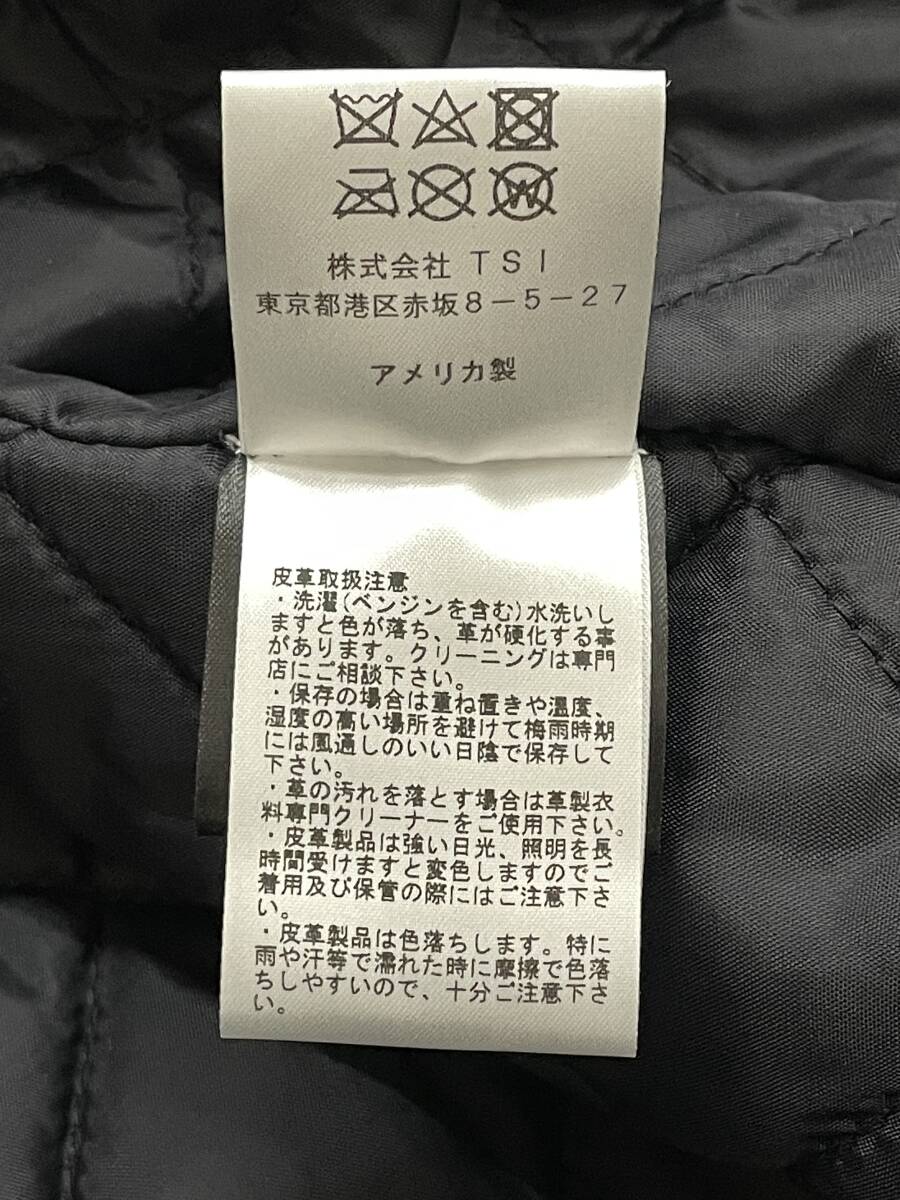 株式会社 TSI
東京都港区赤坂8-5-27
アメリカ製
皮革取扱注意
・洗濯(ベンジンを含む)水洗いし
ますと色が落ち、革が硬化する事
があります。クリーニングは専門
店にご相談下さい。
・保存の場合は重ね置きや温度、
湿度の高い場所を避けて梅雨時期
には風通しのいい日陰で保存して
下さい。
・革の汚れを落とす場合は革製衣
料専門クリーナーをご使用下さい。
・皮革製品は強い日光、照明を長
時間受けますと変色しますのでご
着用及び保管の際にはご注意下さ
い。
・皮革製品は色落ちします。特に
雨や汗等で濡れた時に摩擦で色落
ちしやすいので、十分ご注意下さ
い。